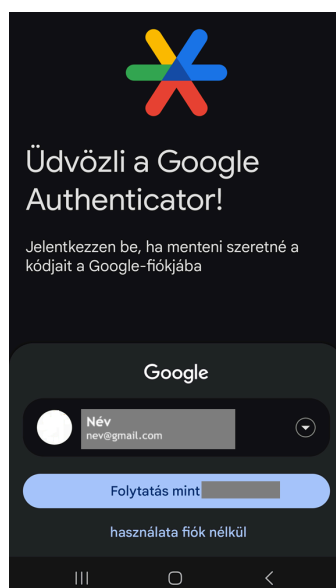 Üdvözli a Google
Authenticator!
Jelentkezzen be, ha menteni szeretné a
kódjait a Google-fiókjába
Google
Név
nev@gmail.com
Folytatás mint
használata fiók nélkül